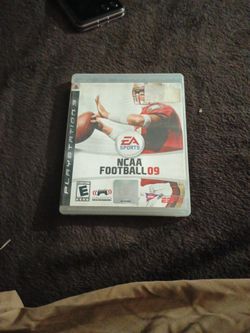 PLAYSTATION 3
EA
SPORTS
NCAA
FOOTBALL 09
E